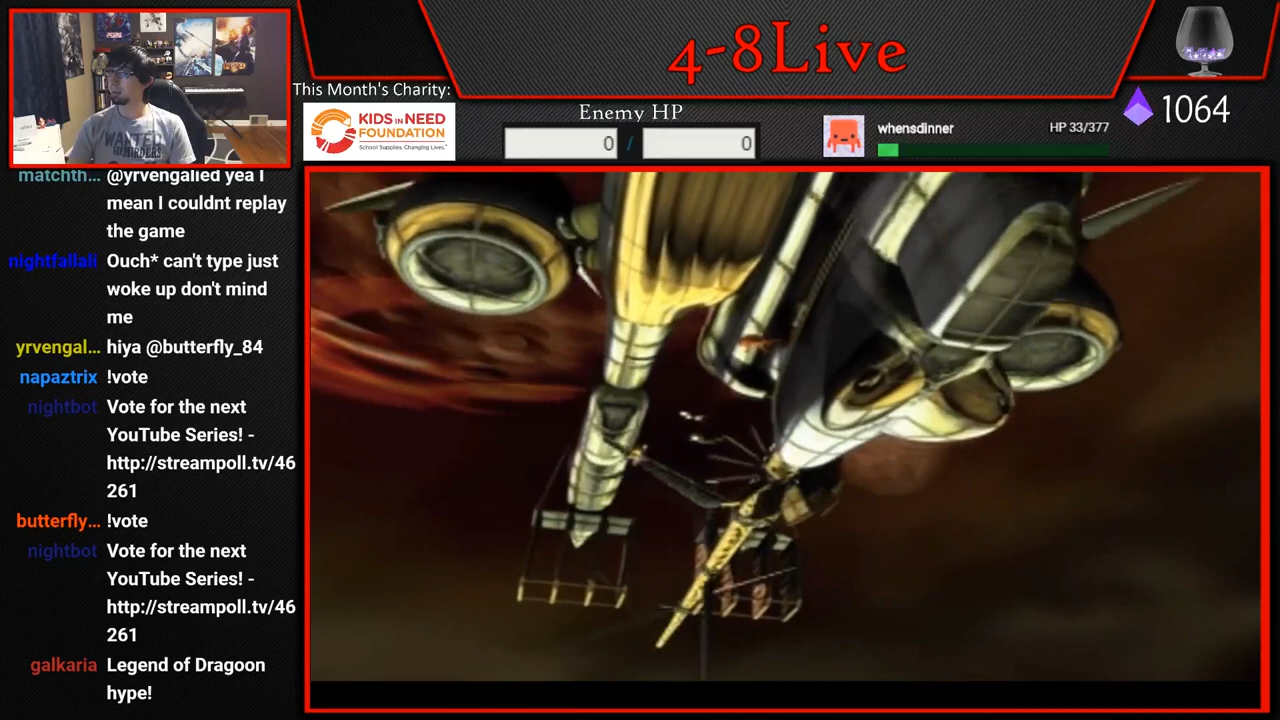 4-8Live
This Month's Charity:
KIDS IN NEED
FOUNDATION
School Supplies. Changing Lives.
Enemy HP
0 / 0
whensdinner HP 33/377
1064
WANTED
matchth... @yrvengalied yea I
mean I couldnt replay
the game
nightfallali Ouch* can't type just
woke up don't mind
me
yrvengal... hiya @butterfly_84
napaztrix !vote
nightbot Vote for the next
YouTube Series! -
http://streampoll.tv/46
261
butterfly... !vote
nightbot Vote for the next
YouTube Series! -
http://streampoll.tv/46
261
galkaria Legend of Dragoon
hype!